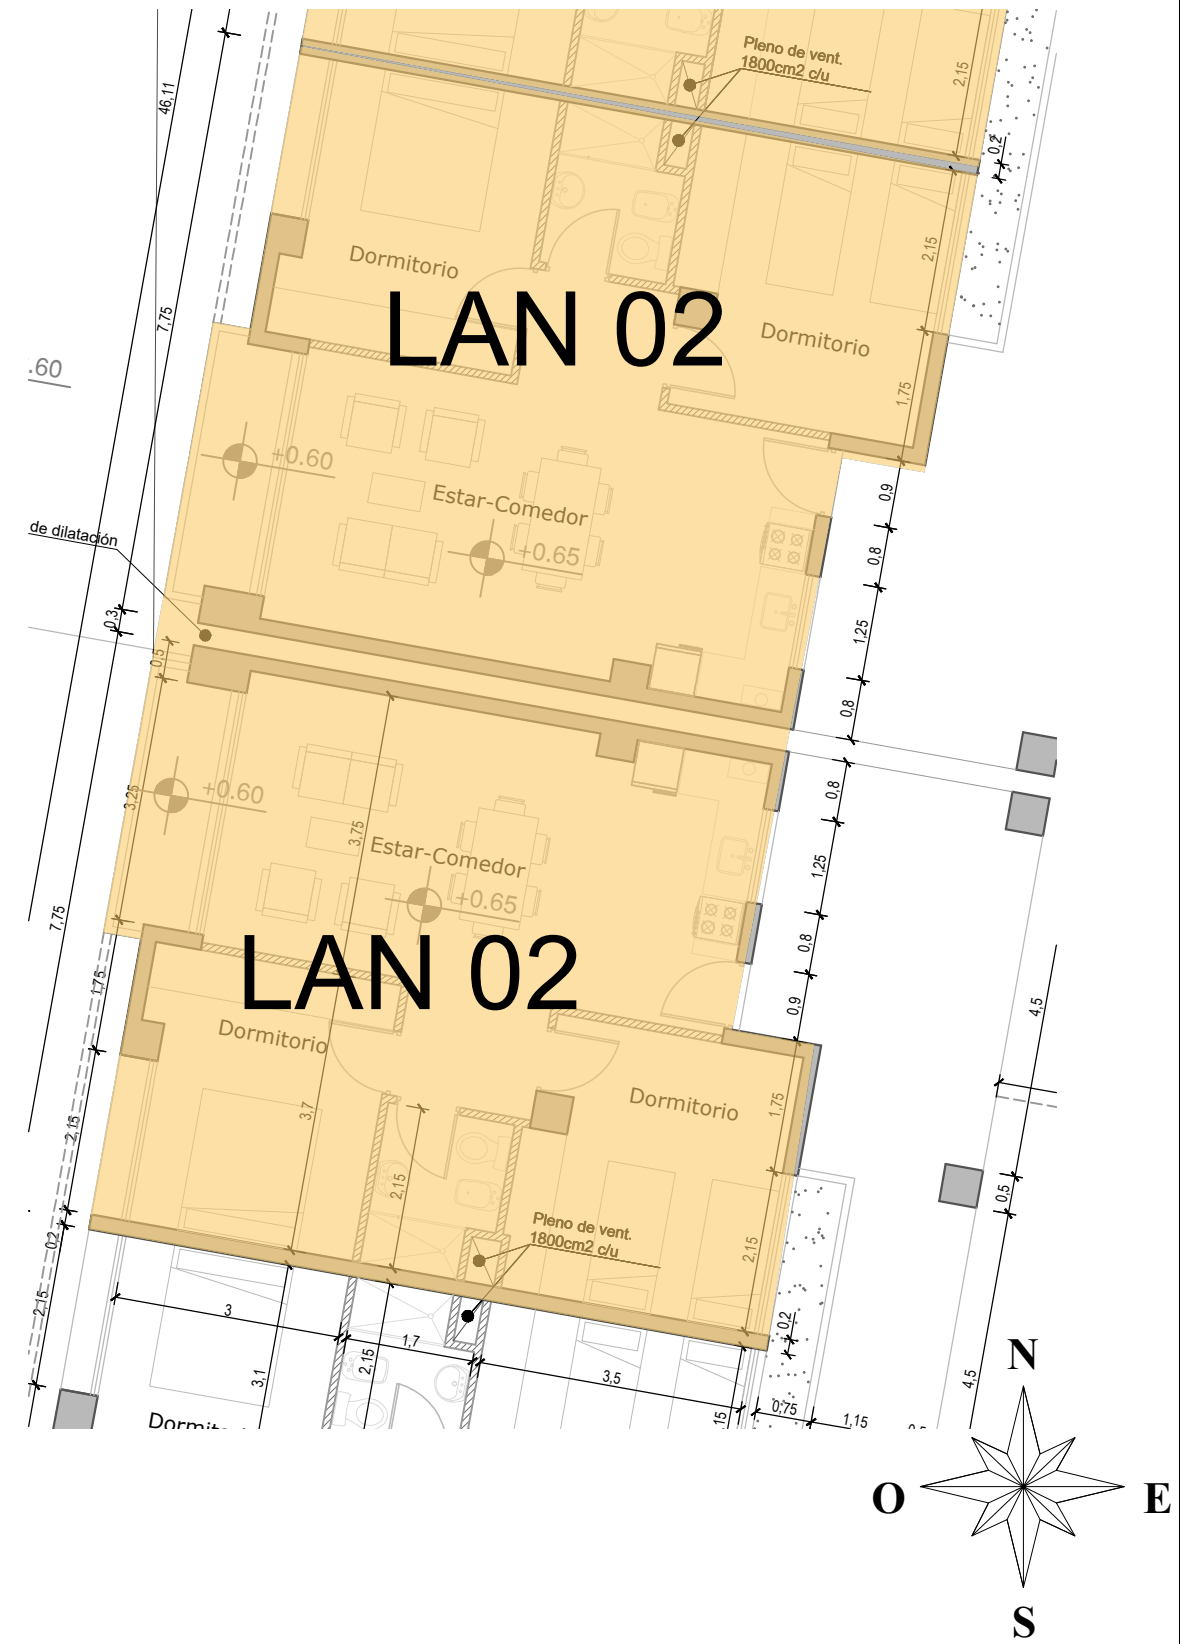 Pleno de vent.
1800cm2 c/u
2,15
46,11
0,2
2,15
Dormitorio
LAN 02
7,75
Dormitorio
.60
1,75
+0.60
Estar-Comedor
0,9
de dilatación
+0.65
0,8
0,3
1,25
0,5
0,8
+0.60
3,25
0,8
3,75
Estar-Comedor
1,25
+0.65
7,75
0,8
LAN 02
1,75
0,9
4,5
Dormitorio
3,7
Dormitorio
1,75
2,15
2,15
0,5
Pleno de vent.
1800cm2 c/u
0,2
2,15
2,15
3
0,2
1,7
2,15
3,1
3,5
N
4,5
0,75
1,15
15
O
E
S